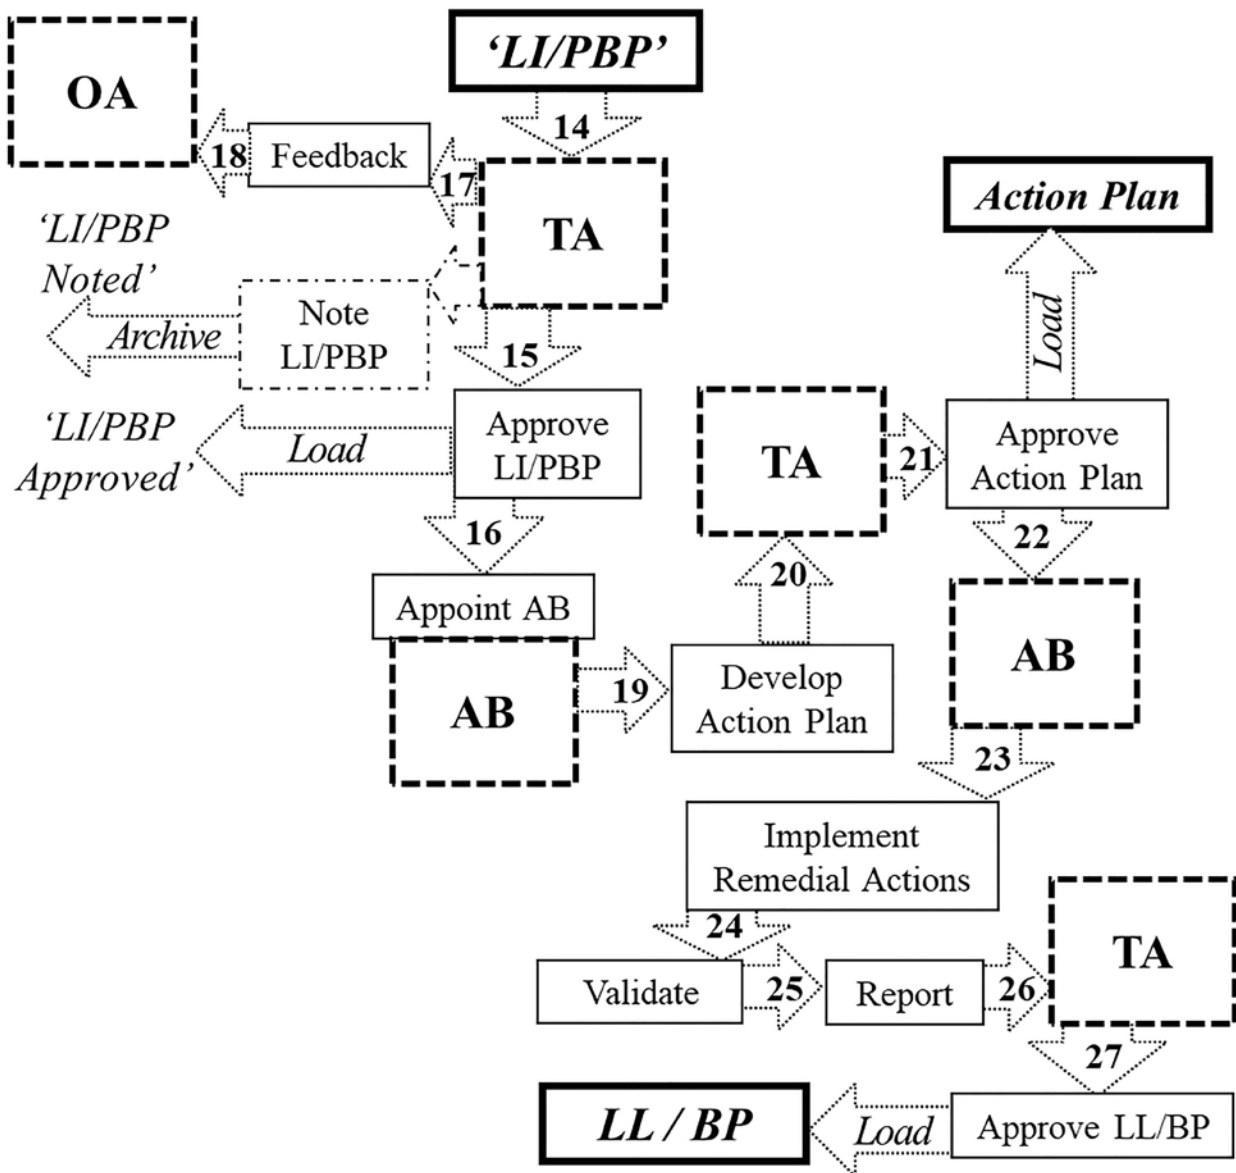 ‘LI/PBP’
OA
14
18
Feedback
17
TA
Action Plan
‘LI/PBP
Noted’
Archive
Note
LI/PBP
15
Load
‘LI/PBP
Approved’
Load
Approve
LI/PBP
TA
21
Approve
Action Plan
16
22
20
Appoint AB
AB
19
Develop
Action Plan
AB
23
Implement
Remedial Actions
24
TA
Validate
25
Report
26
27
LL / BP
Load
Approve LL/BP